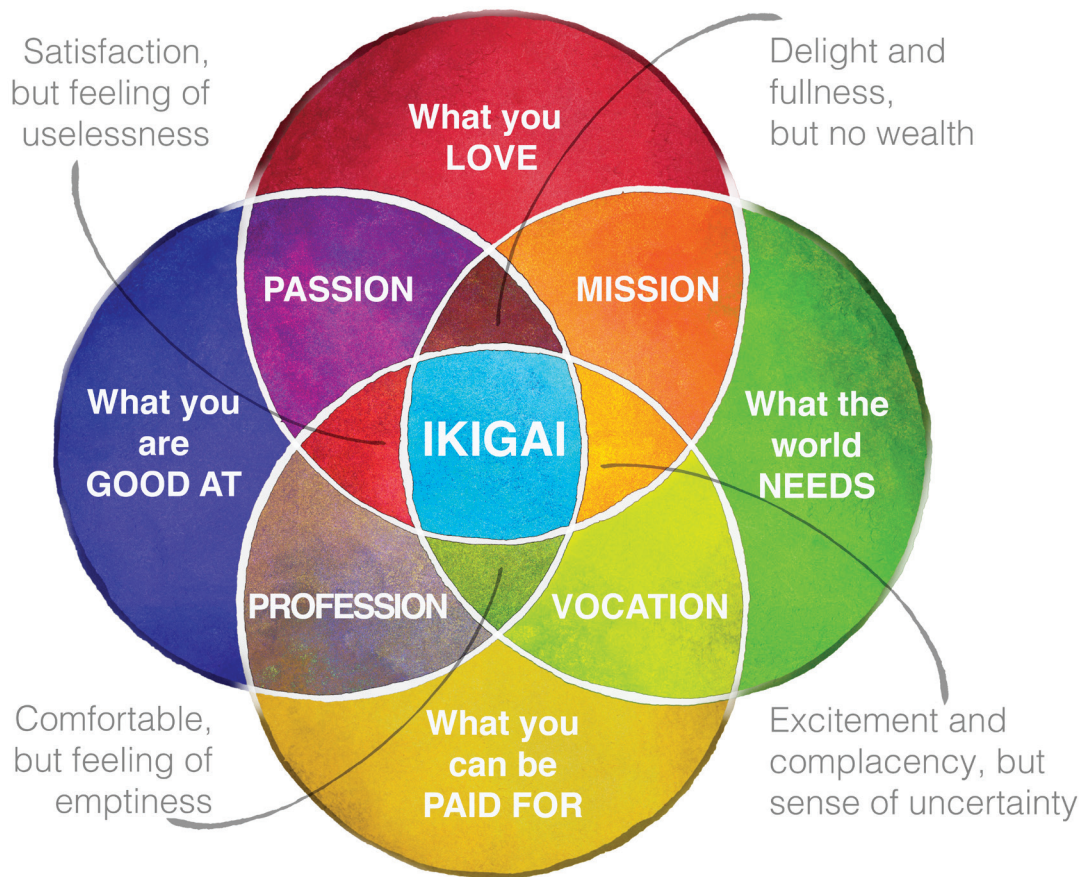 Satisfaction,
but feeling of
uselessness
Delight and
fullness,
but no wealth
What you
LOVE
PASSION
MISSION
What you
are
GOOD AT
IKIGAI
What the
world
NEEDS
PROFESSION
VOCATION
Comfortable,
but feeling of
emptiness
What you
can be
PAID FOR
Excitement and
complacency, but
sense of uncertainty